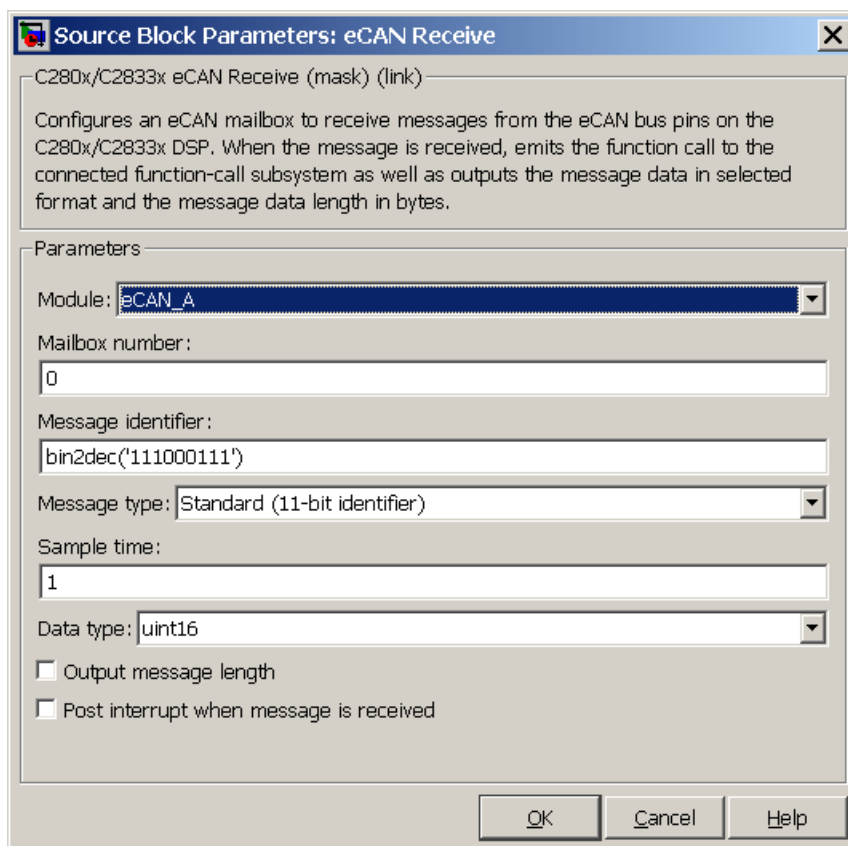 Source Block Parameters: eCAN Receive
C280x/C2833x eCAN Receive (mask) (link)
Configures an eCAN mailbox to receive messages from the eCAN bus pins on the
C280x/C2833x DSP. When the message is received, emits the function call to the
connected function-call subsystem as well as outputs the message data in selected
format and the message data length in bytes.
Parameters
Module: eCAN_A
Mailbox number:
0
Message identifier:
bin2dec('111000111')
Message type: Standard (11-bit identifier)
Sample time:
1
Data type: uint16
Output message length
Post interrupt when message is received
OK Cancel Help